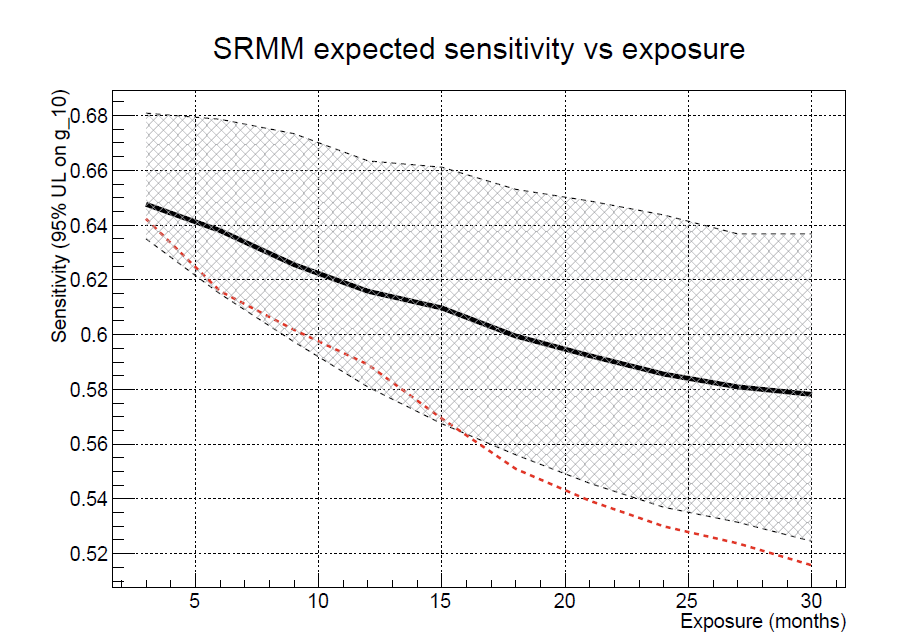 SRMM expected sensitivity vs exposure
Sensitivity (95% UL on g_10)
0.68
0.66
0.64
0.62
0.6
0.58
0.56
0.54
0.52
5 10 15 20 25 30
Exposure (months)